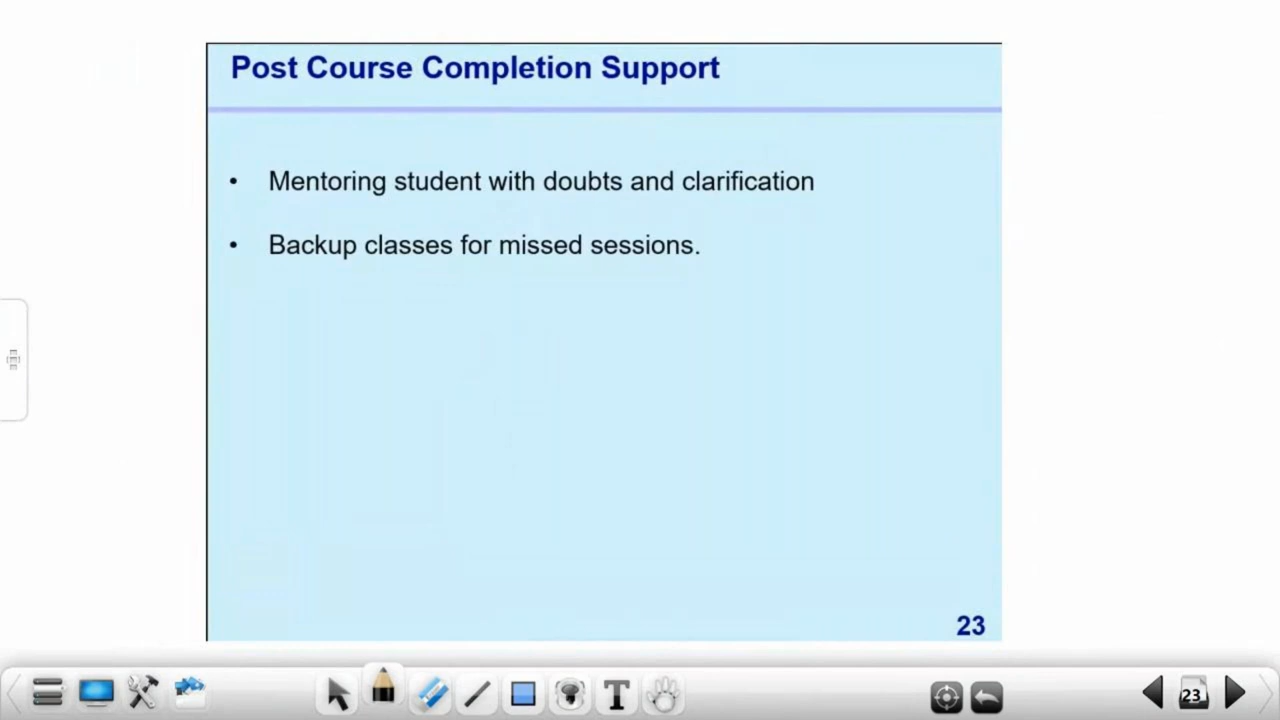 Post Course Completion Support
• Mentoring student with doubts and clarification
• Backup classes for missed sessions.
23
T
23